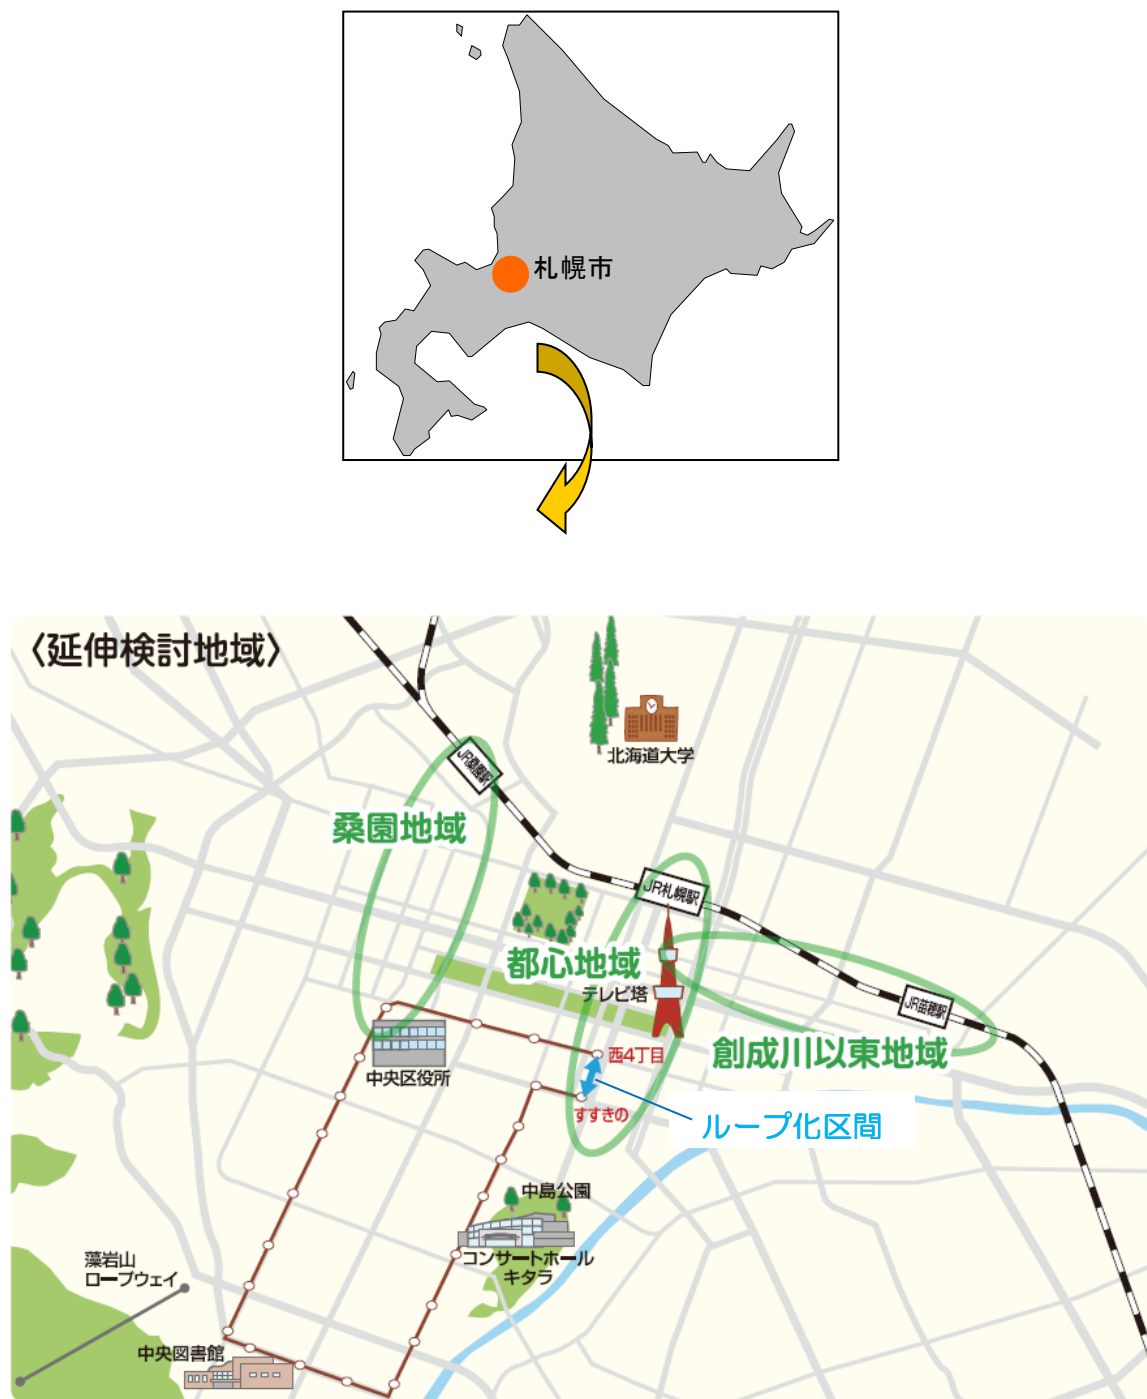 札幌市
〈延伸検討地域〉
北海道大学
JR桑園駅
桑園地域
JR札幌駅
都心地域
テレビ塔
JR苗穂駅
創成川以東地域
西4丁目
中央区役所
すすきの
ループ化区間
中島公園
コンサートホール
キタラ
藻岩山
ロープウェイ
中央図書館